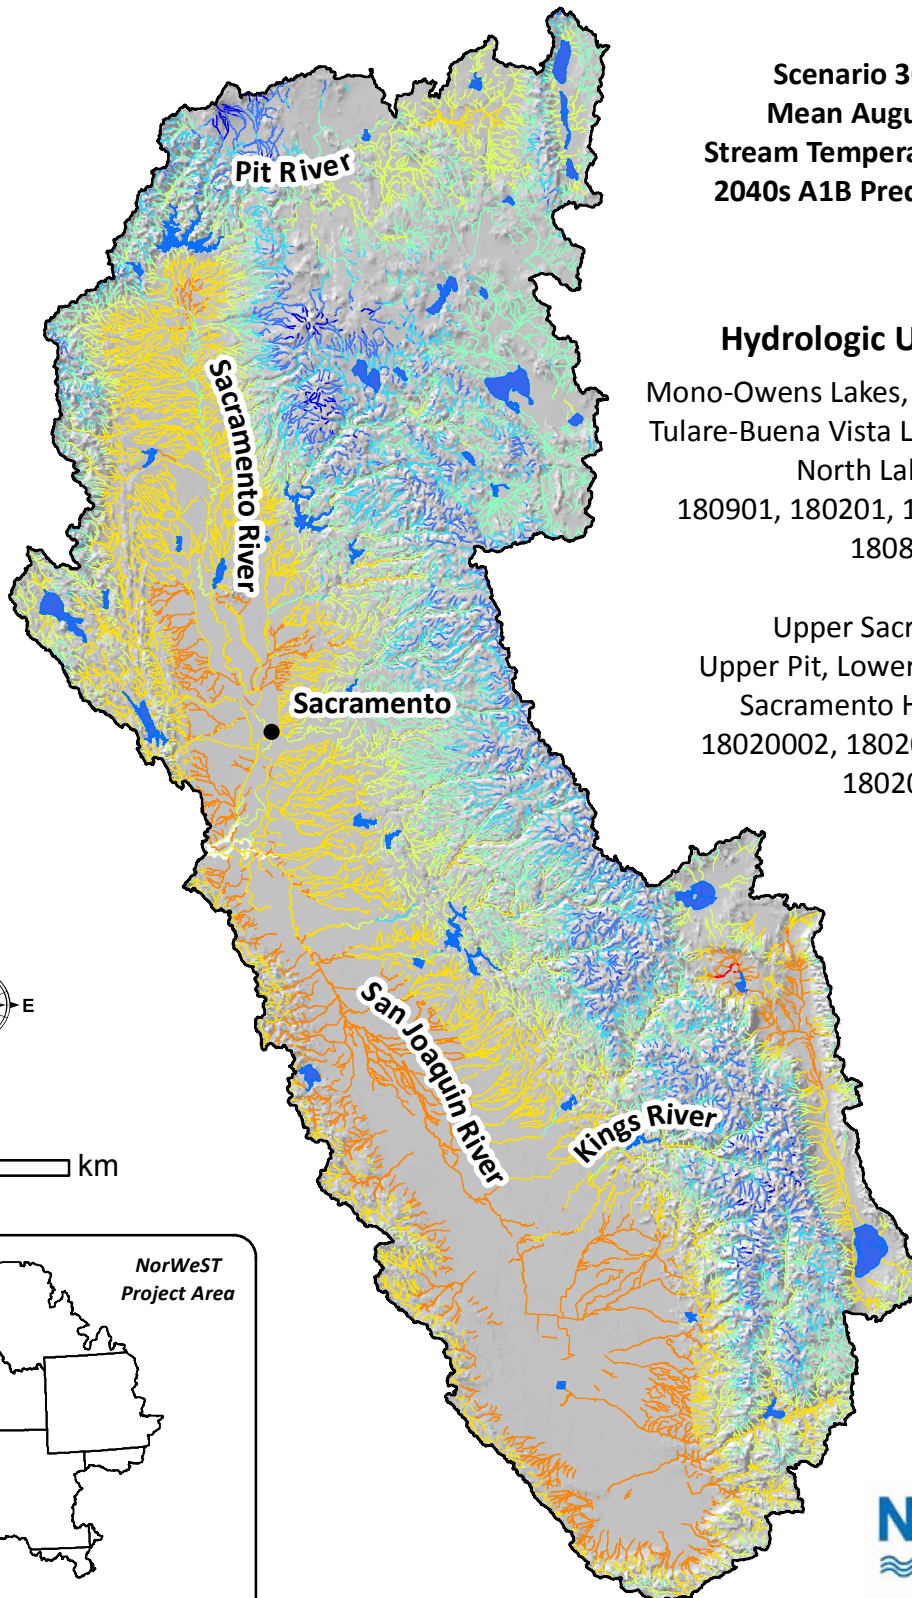 Scenario 3
Mean Augu
Stream Tempera
2040s A1B Pred
Pit River
Hydrologic U
Mono-Owens Lakes,
Tulare-Buena Vista L
North Lal
180901, 180201, 1
1808
Sacramento River
Upper Sacr
Upper Pit, Lower
Sacramento H
18020002, 1802
18020
Sacramento
San Joaquin River
E
Kings River
km
NorWeST
Project Area
N